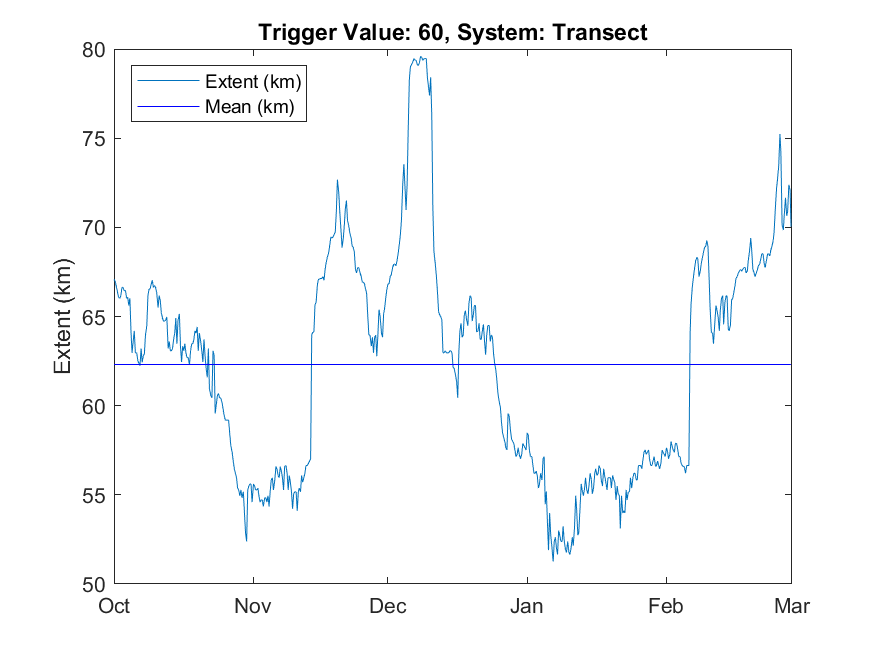 Trigger Value: 60, System: Transect
80
75
70
65
60
55
50
Extent (km)
Extent (km)
Mean (km)
Oct Nov Dec Jan Feb Mar